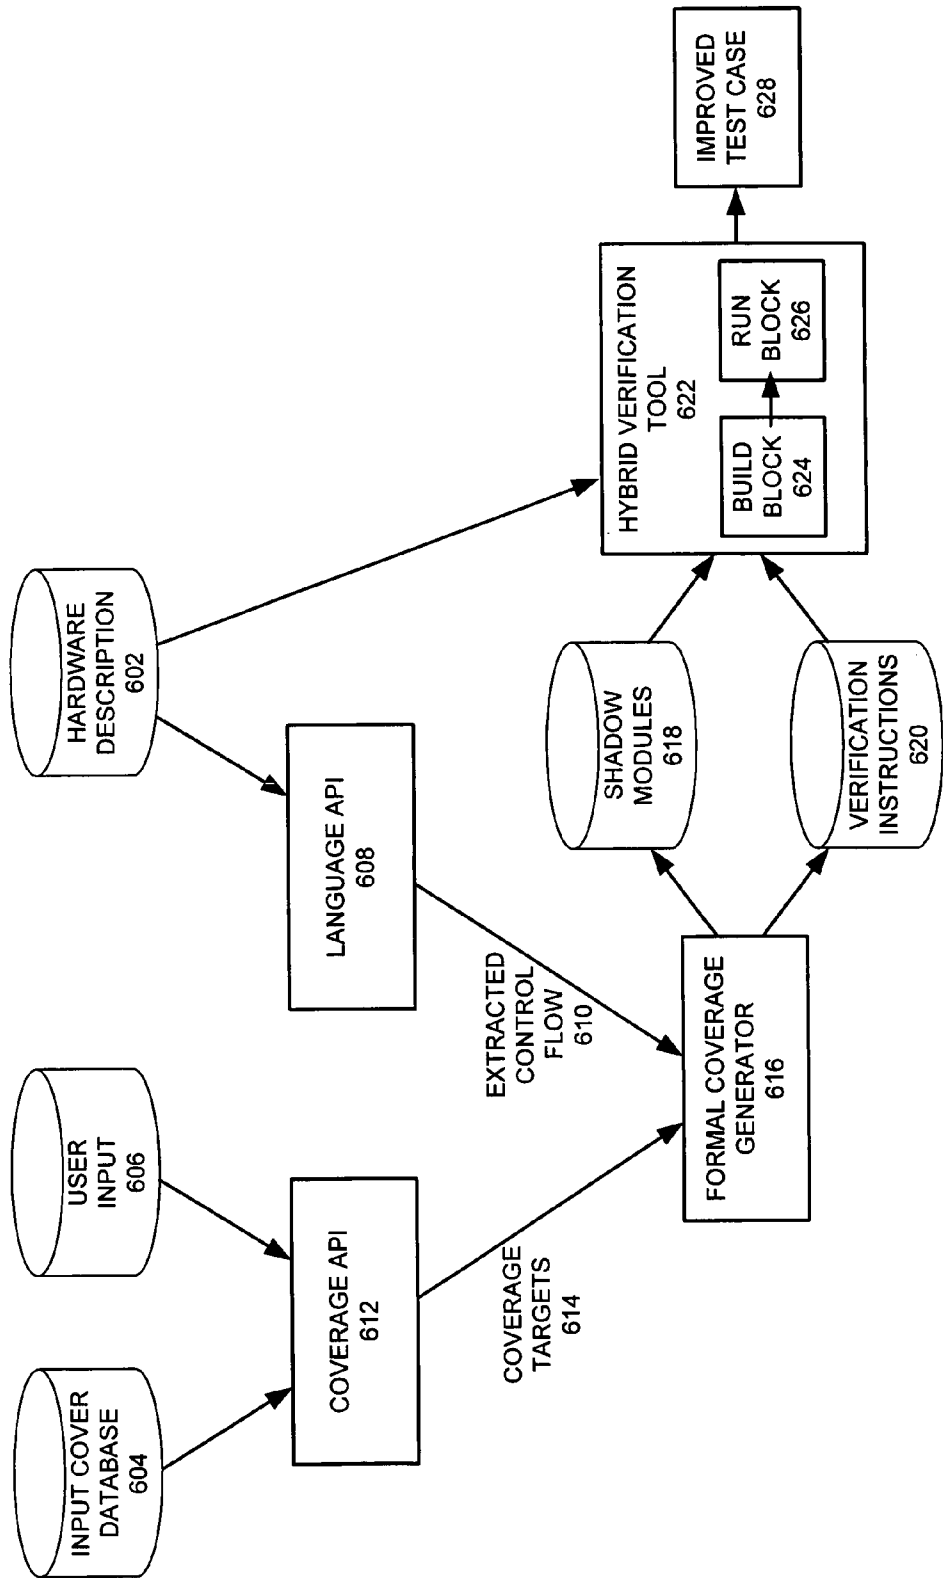 INPUT COVER
DATABASE
604
USER
INPUT
606
HARDWARE
DESCRIPTION
602
COVERAGE API
612
LANGUAGE API
608
COVERAGE
TARGETS
614
EXTRACTED
CONTROL
FLOW
610
FORMAL COVERAGE
GENERATOR
616
SHADOW
MODULES
618
VERIFICATION
INSTRUCTIONS
620
HYBRID VERIFICATION
TOOL
622
BUILD
BLOCK
624
RUN
BLOCK
626
IMPROVED
TEST CASE
628